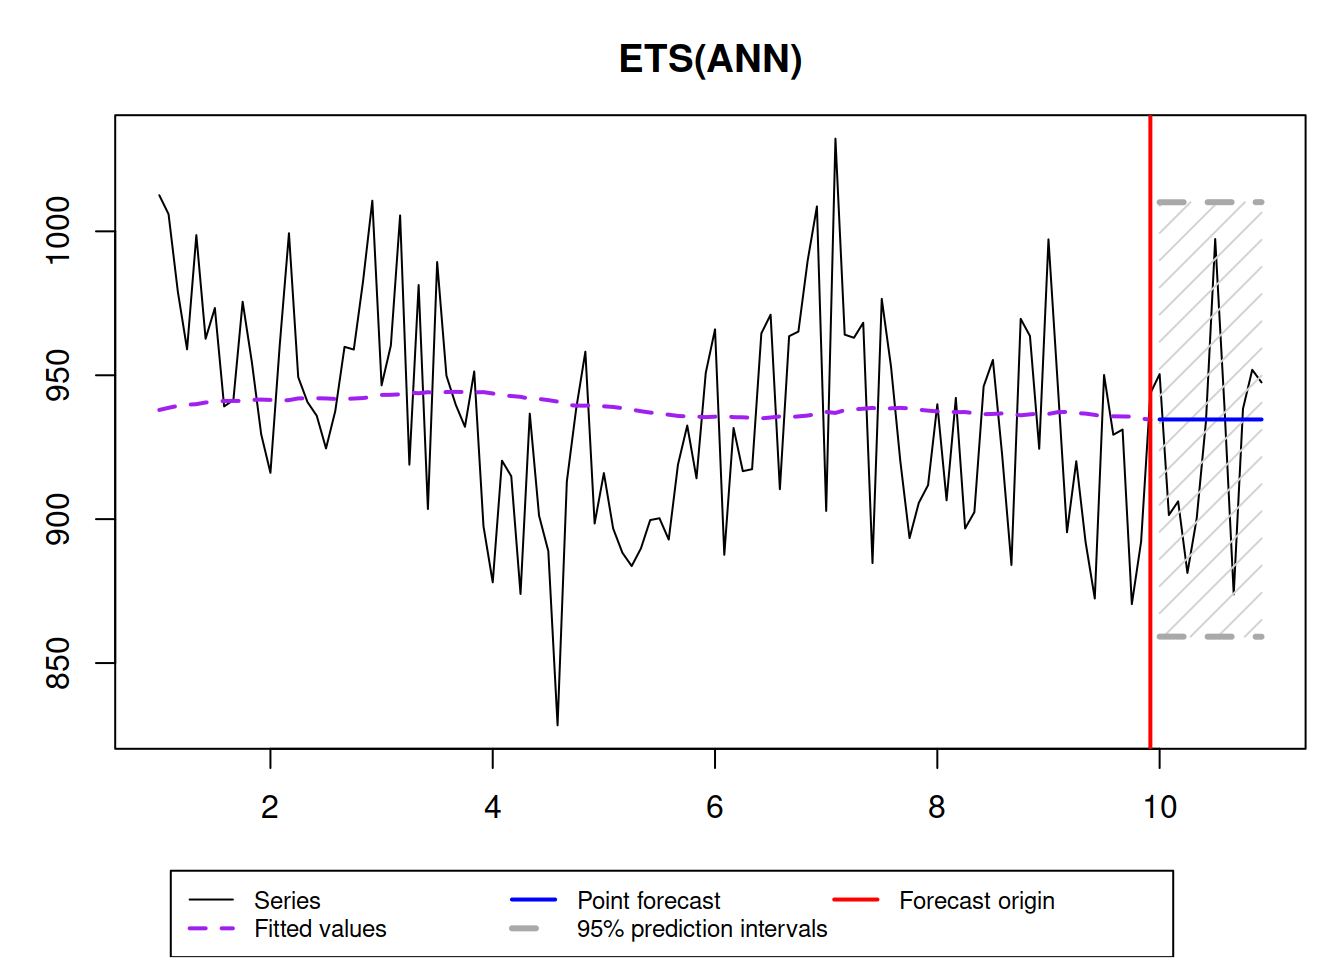 ETS(ANN)
1000
950
900
850
2 4 6 8 10
Series Point forecast Forecast origin
Fitted values 95% prediction intervals